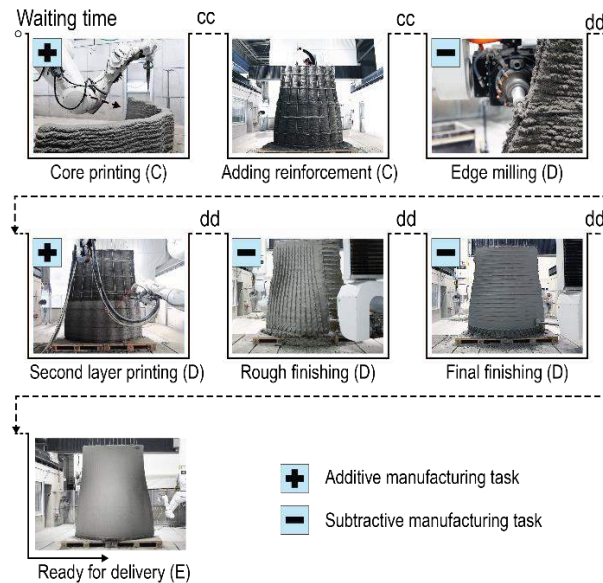 Waiting time
cc
cc
dd
Core printing (C)
Adding reinforcement (C)
Edge milling (D)
dd
dd
dd
Second layer printing (D)
Rough finishing (D)
Final finishing (D)
Additive manufacturing task
Subtractive manufacturing task
Ready for delivery (E)